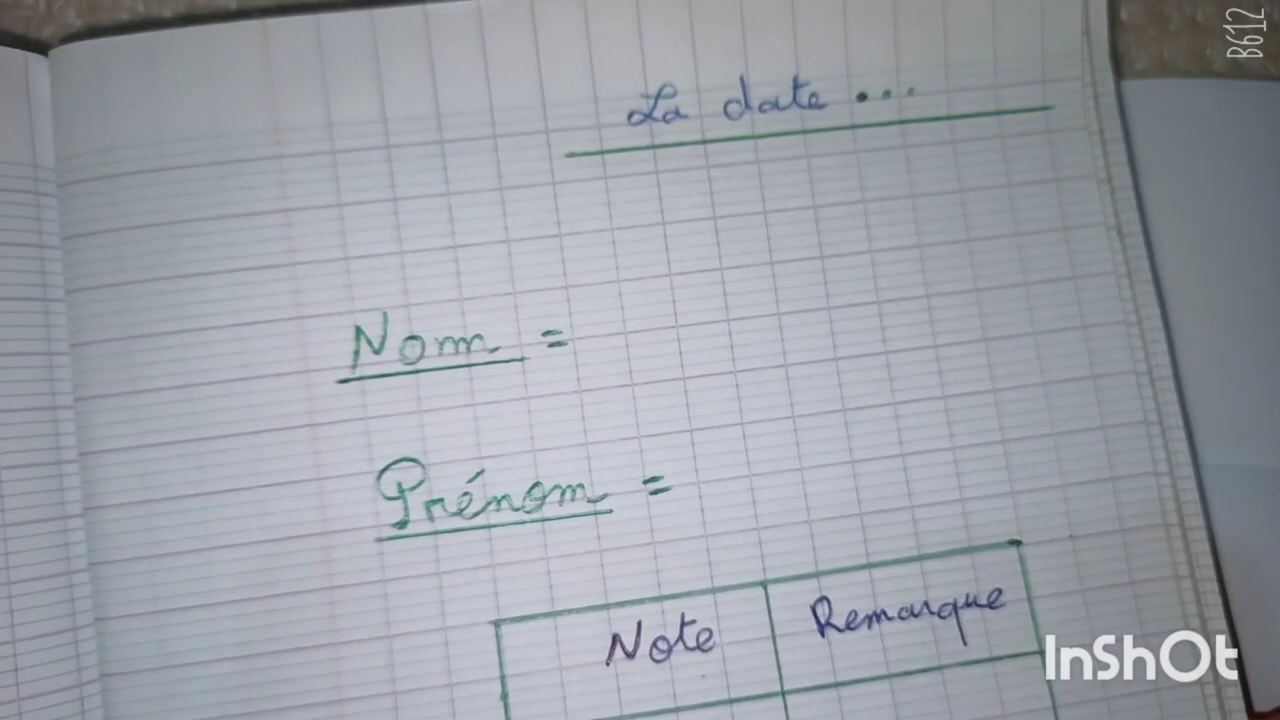 La date ....
Nom =
Prénom =
Note Remarque
InShOt
B612